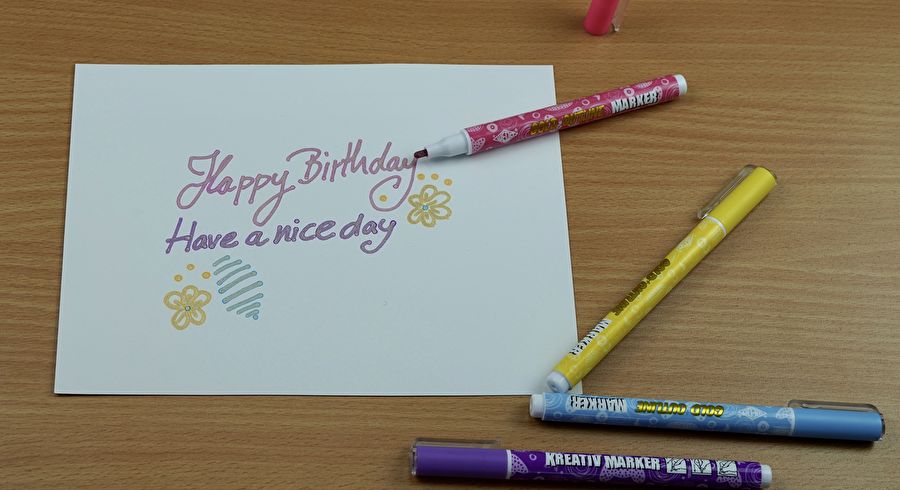 Happy Birthday
Have a nice day
GOLD OUTLINE MARKER
GOLD OUTLINE MARKER
MARKER GOLD OUTLINE
KREATIV MARKER